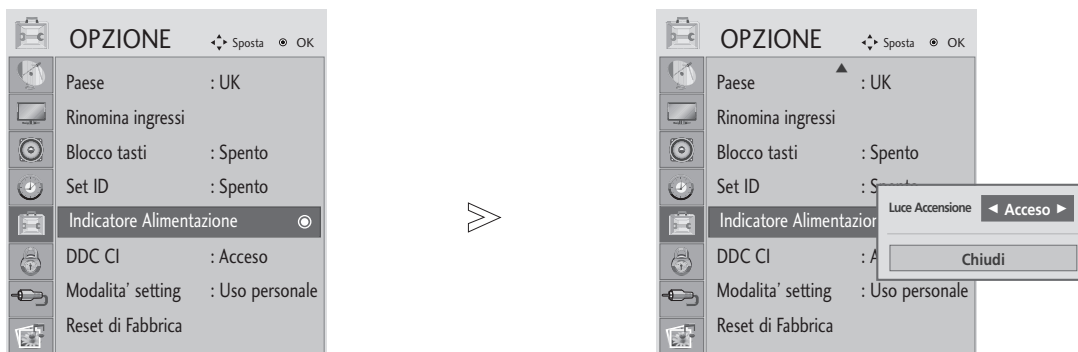 OPZIONE Sposta OK
Paese : UK
Rinomina ingressi
Blocco tasti : Spento
Set ID : Spento
Indicatore Alimentazione
DDC CI : Acceso
Modalita' setting : Uso personale
Reset di Fabbrica
OPZIONE Sposta OK
Paese : UK
Rinomina ingressi
Blocco tasti : Spento
Set ID
Indicatore
Luce Accensione ◄ Acceso ►
DDC CI
Chiudi
Modalita' setting : Uso personale
Reset di Fabbrica